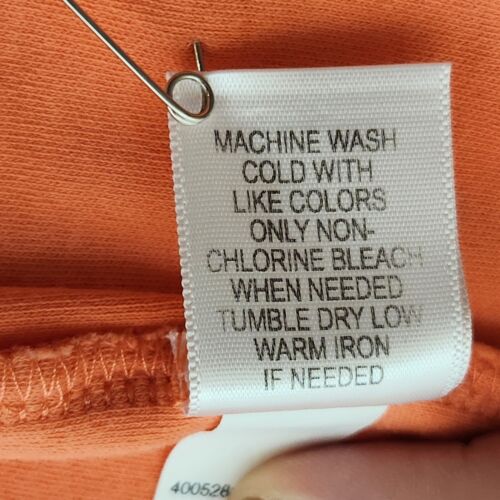 MACHINE WASH
COLD WITH
LIKE COLORS
ONLY NON-
CHLORINE BLEACH
WHEN NEEDED
TUMBLE DRY LOW
WARM IRON
IF NEEDED
400528